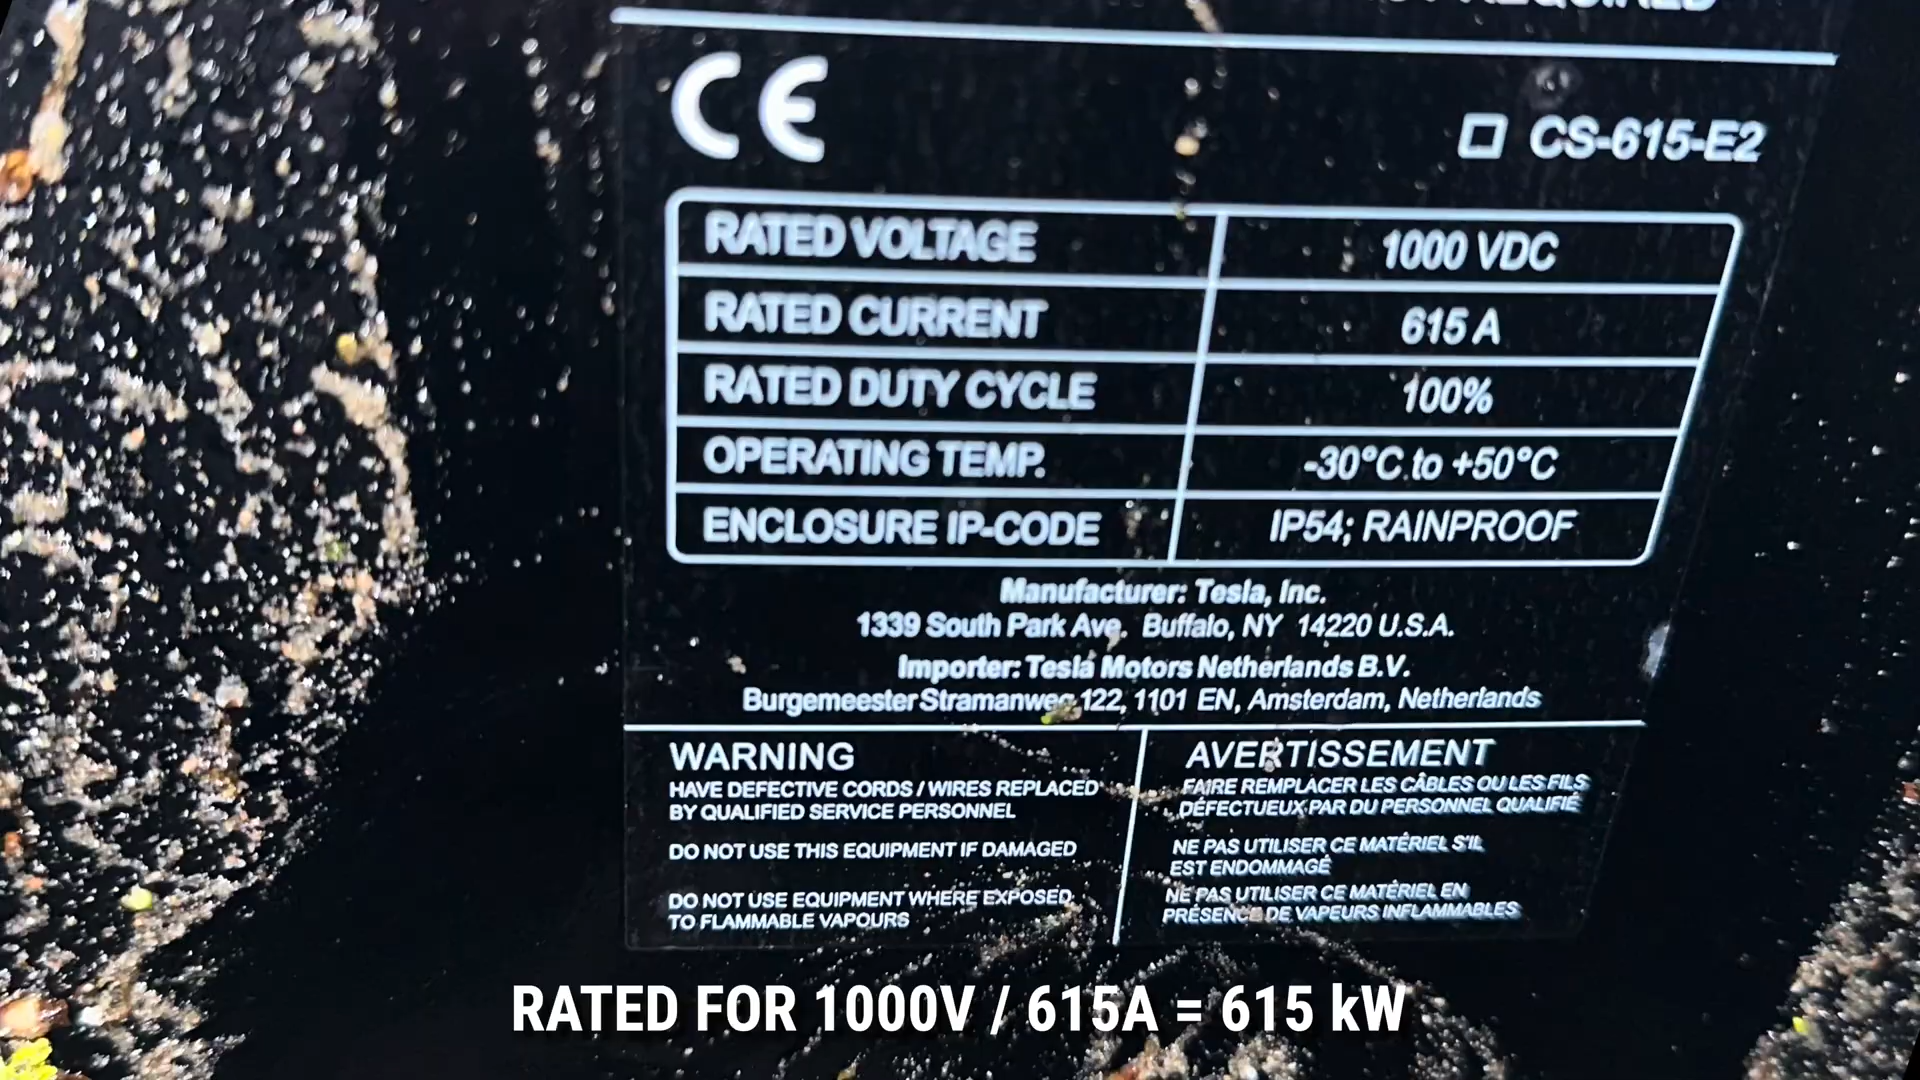 REQUIRED
CE
CS-615-E2
RATED VOLTAGE 1000 VDC
RATED CURRENT 615 A
RATED DUTY CYCLE 100%
OPERATING TEMP. -30°C to +50°C
ENCLOSURE IP-CODE IP54; RAINPROOF
Manufacturer: Tesla, Inc.
1339 South Park Ave. Buffalo, NY 14220 U.S.A.
Importer: Tesla Motors Netherlands B.V.
Burgemeester Stramanweg 122, 1101 EN, Amsterdam, Netherlands
WARNING
HAVE DEFECTIVE CORDS / WIRES REPLACED
BY QUALIFIED SERVICE PERSONNEL
DO NOT USE THIS EQUIPMENT IF DAMAGED
DO NOT USE EQUIPMENT WHERE EXPOSED
TO FLAMMABLE VAPOURS
AVERTISSEMENT
FAIRE REMPLACER LES CÂBLES OU LES FILS
DÉFECTUEUX PAR DU PERSONNEL QUALIFIÉ
NE PAS UTILISER CE MATÉRIEL S'IL
EST ENDOMMAGÉ
NE PAS UTILISER CE MATÉRIEL EN
PRÉSENCE DE VAPEURS INFLAMMABLES
RATED FOR 1000V / 615A = 615 kW